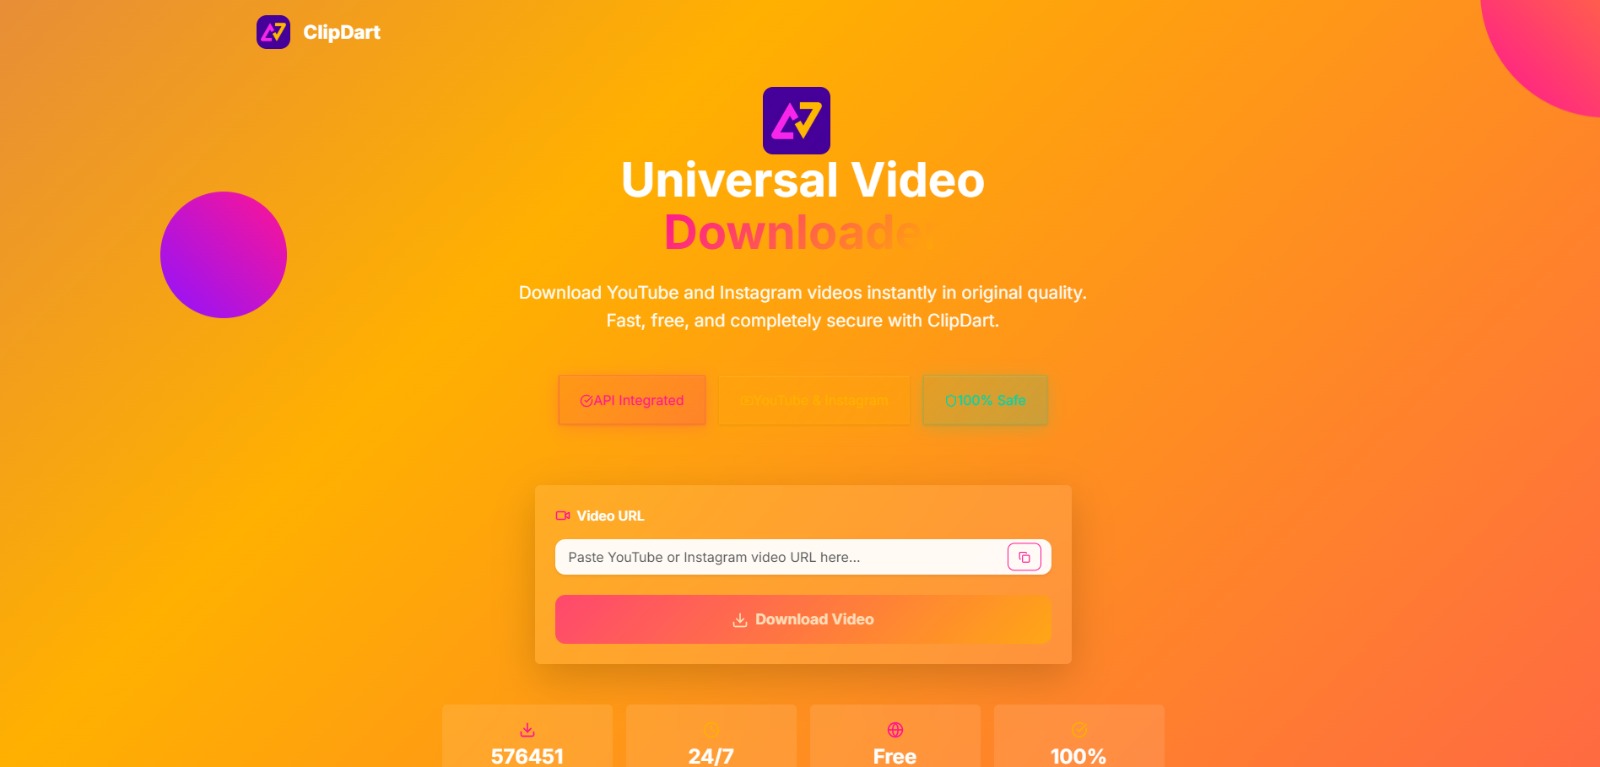 ClipDart
Universal Video
Downloader
Download YouTube and Instagram videos instantly in original quality.
Fast, free, and completely secure with ClipDart.
API Integrated
YouTube & Instagram
100% Safe
Video URL
Paste YouTube or Instagram video URL here...
Download Video
576451
24/7
Free
100%